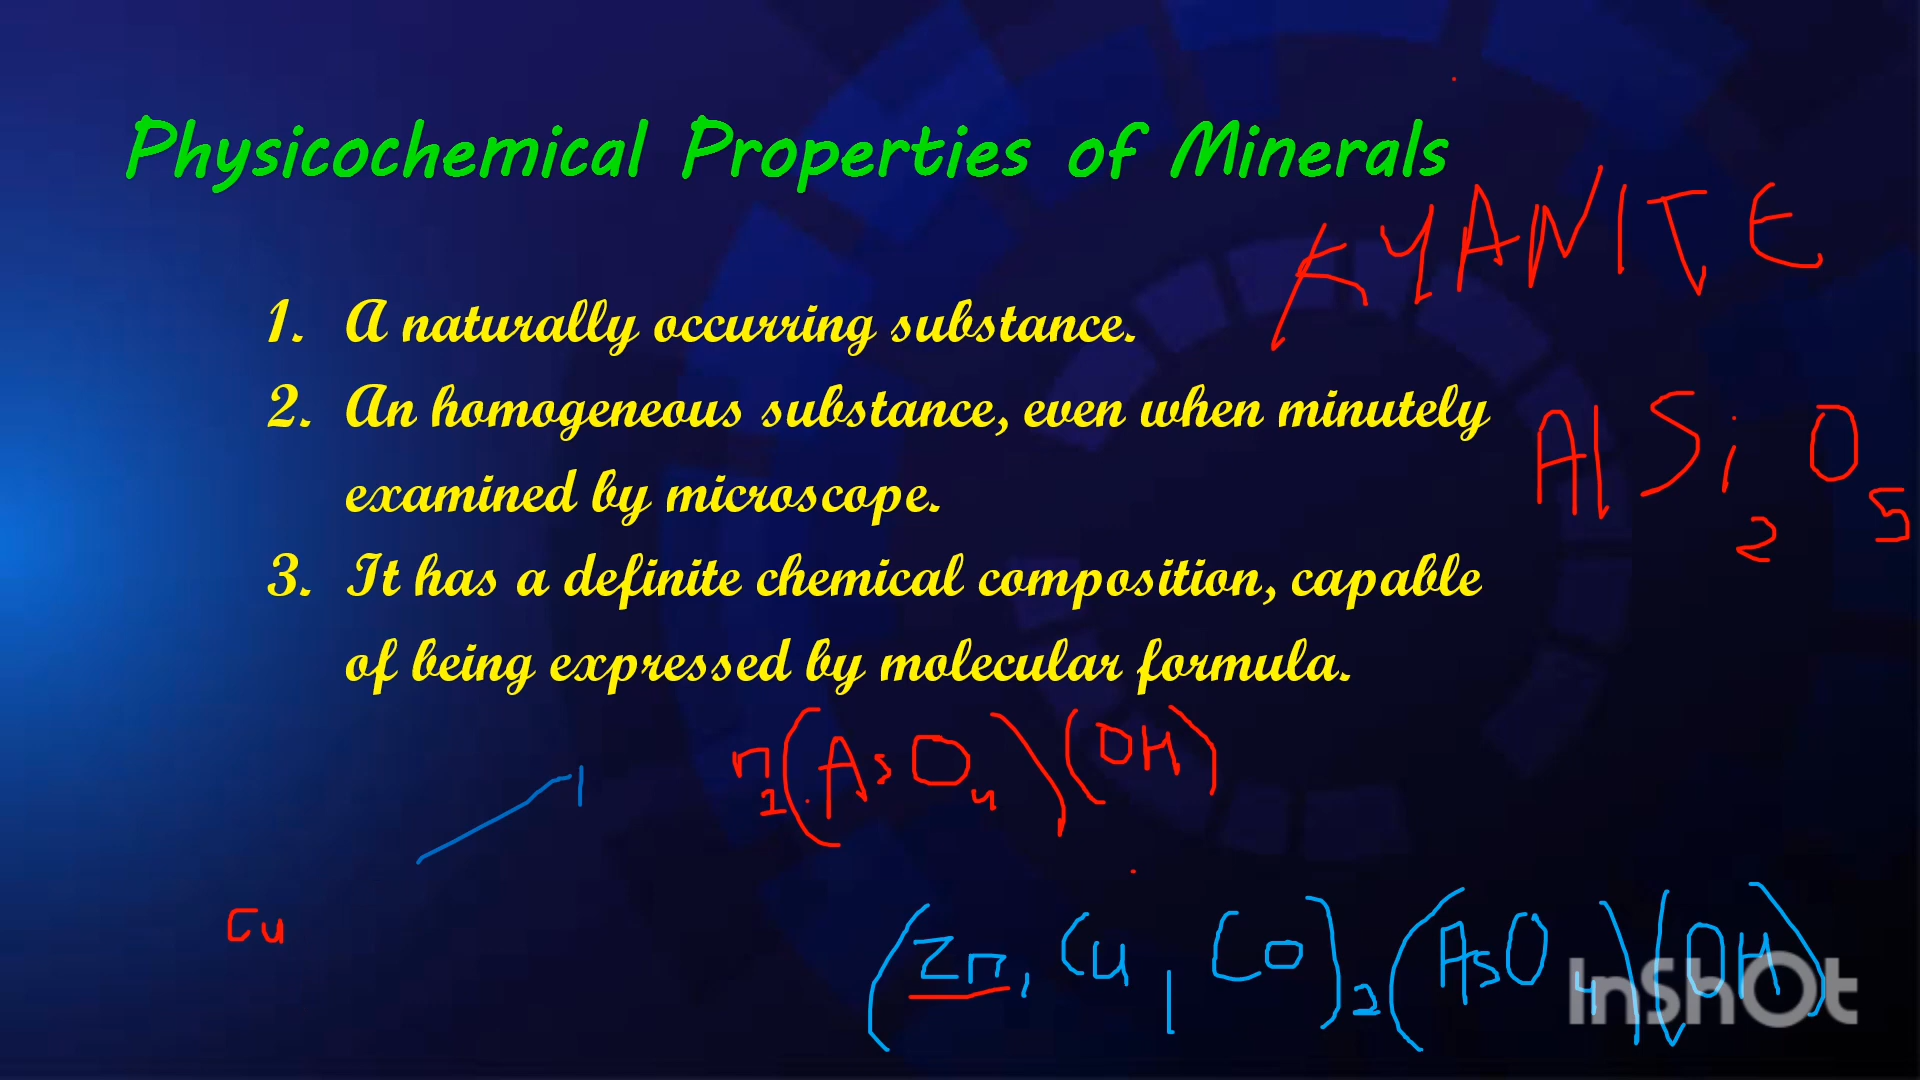 Physicochemical Properties of Minerals
KYANITE
1. A naturally occurring substance.
2. An homogeneous substance, even when minutely
examined by microscope.
AlSi2O5
3. It has a definite chemical composition, capable
of being expressed by molecular formula.
n2(AsO4)(OH)
Cu
(Zn, Cu, Co)2(AsO4)(OH)
InShOt